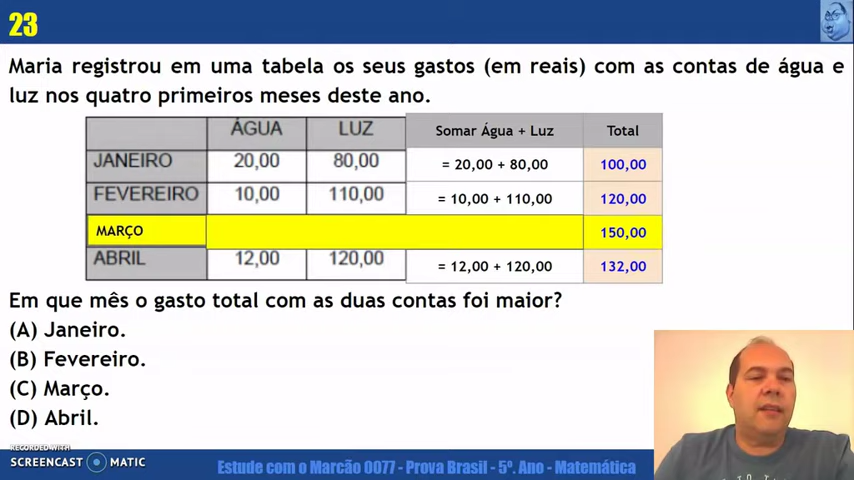 23
Maria registrou em uma tabela os seus gastos (em reais) com as contas de água e
luz nos quatro primeiros meses deste ano.
ÁGUA LUZ Somar Água + Luz Total
JANEIRO 20,00 80,00 = 20,00 + 80,00 100,00
FEVEREIRO 10,00 110,00 = 10,00 + 110,00 120,00
MARÇO 150,00
ABRIL 12,00 120,00 = 12,00 + 120,00 132,00
Em que mês o gasto total com as duas contas foi maior?
(A) Janeiro.
(B) Fevereiro.
(C) Março.
(D) Abril.
RECORDED WITH
SCREENCAST MATIC
Estude com o Marcão 0077 - Prova Brasil - 5º. Ano - Matemática